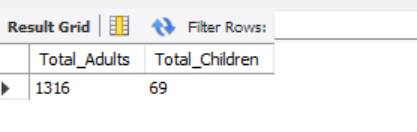 Result Grid Filter Rows:
Total_Adults Total_Children
1316 69